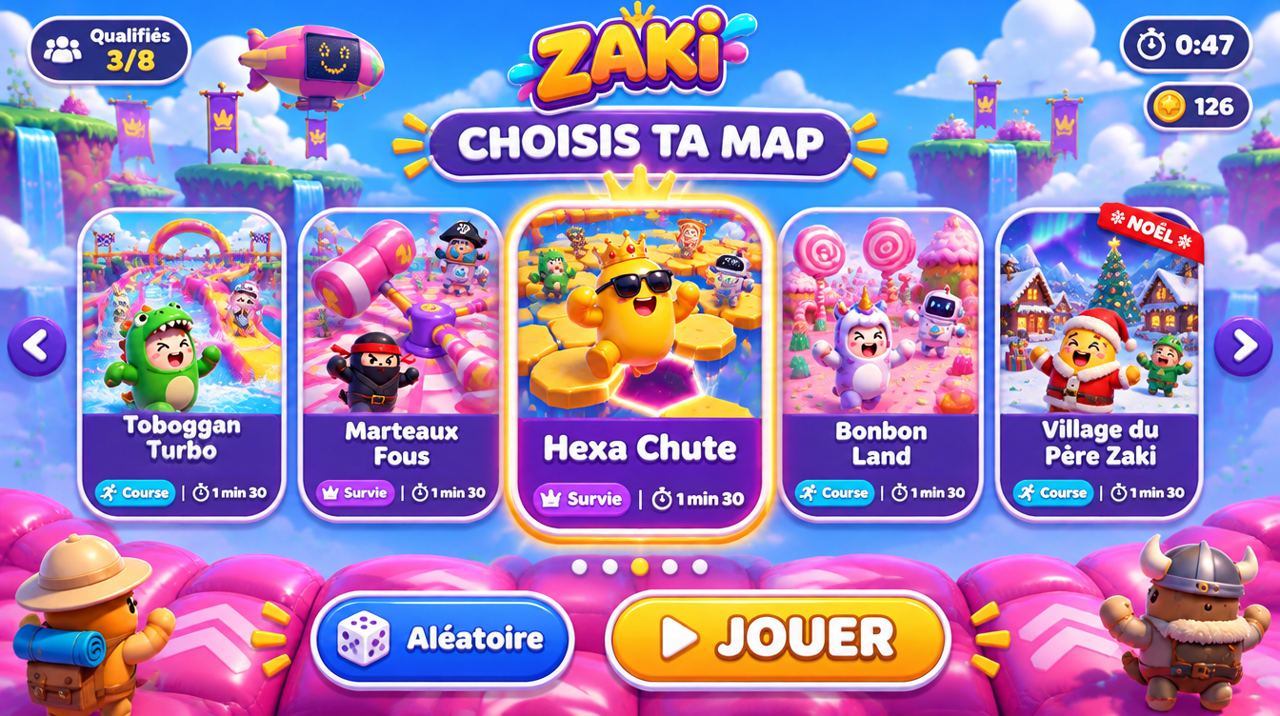 Qualifiés
3/8
ZAKI
0:47
126
CHOISIS TA MAP
NOËL
Toboggan
Turbo
Course | 1 min 30
Marteaux
Fous
Survie | 1 min 30
Hexa Chute
Survie | 1 min 30
Bonbon
Land
Course | 1 min 30
Village du
Père Zaki
Course | 1 min 30
Aléatoire
JOUER